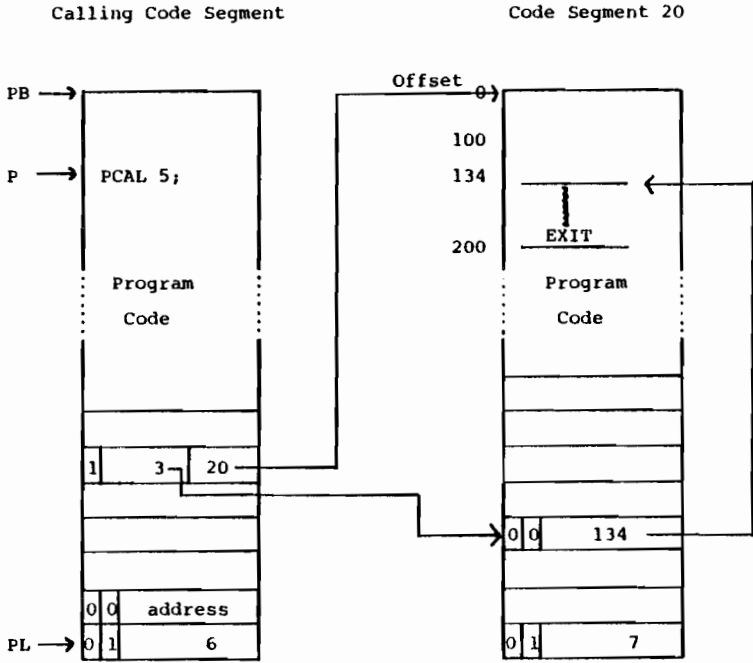 Calling Code Segment
Code Segment 20
PB
Offset
0
100
P
PCAL 5;
134
EXIT
200
Program
Code
Program
Code
1 3 20
0 0 134
0 0 address
PL
0 1 6
0 1 7